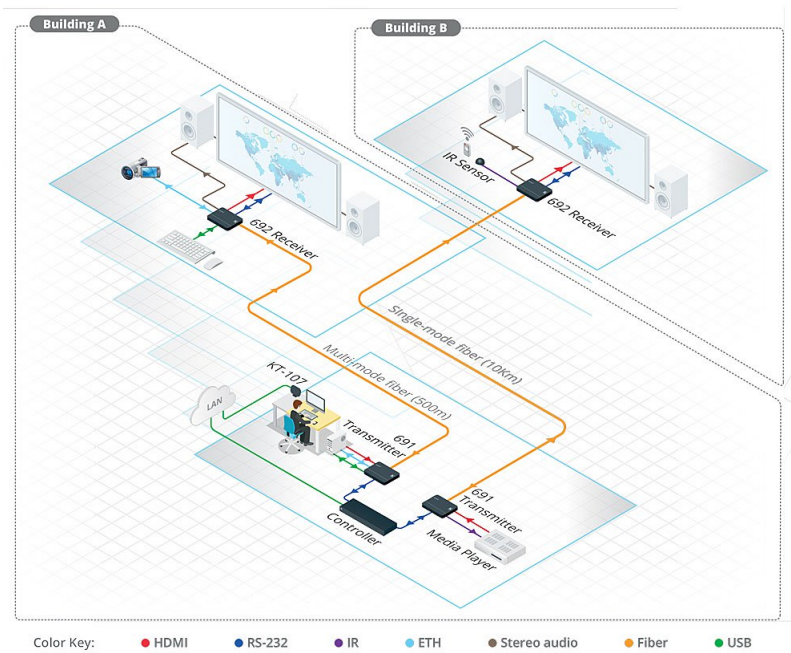 Building A
Building B
IR Sensor
692 Receiver
692 Receiver
Single-mode fiber (10Km)
Multi-mode fiber (500m)
KT-107
LAN
691
Transmitter
691
Transmitter
Controller
Media Player
Color Key:
HDMI
RS-232
IR
ETH
Stereo audio
Fiber
USB